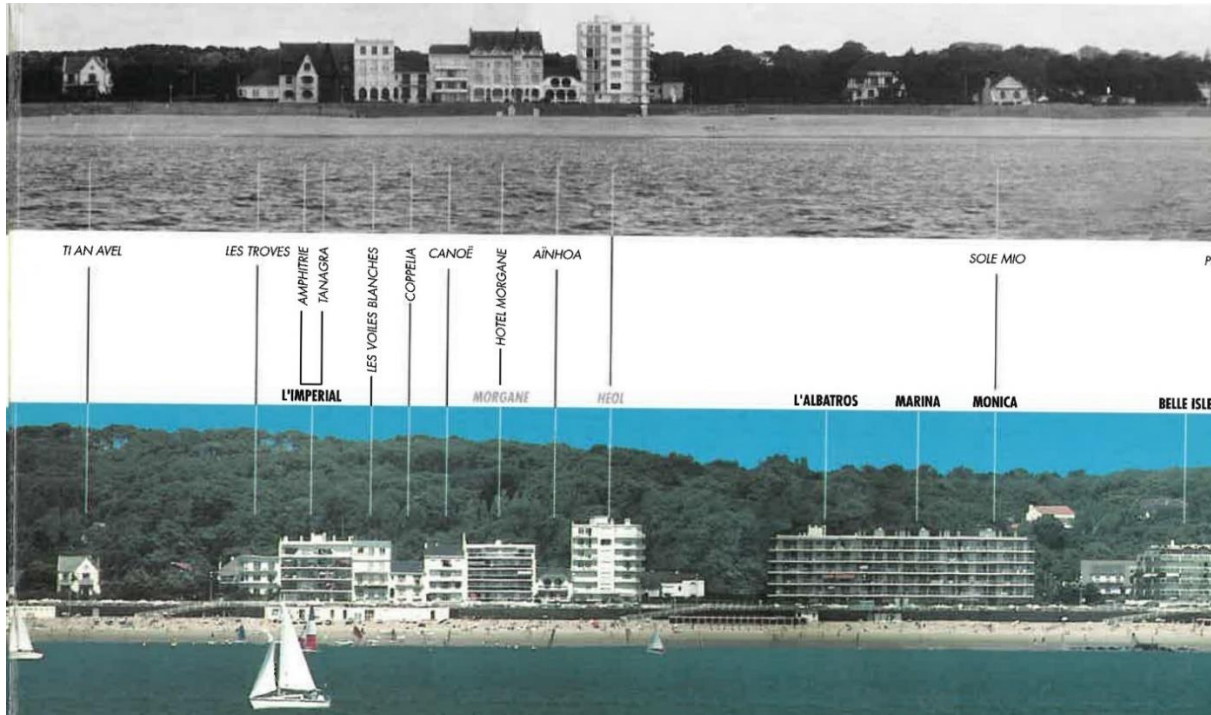 TI AN AVEL
LES TROVES
AMPHITRIE
TANAGRA
LES VOILES BLANCHES
COPPELIA
CANOË
HOTEL MORGANE
AÏNHOA
SOLE MIO
P
L'IMPERIAL
MORGANE
HEOL
L'ALBATROS
MARINA
MONICA
BELLE ISLE